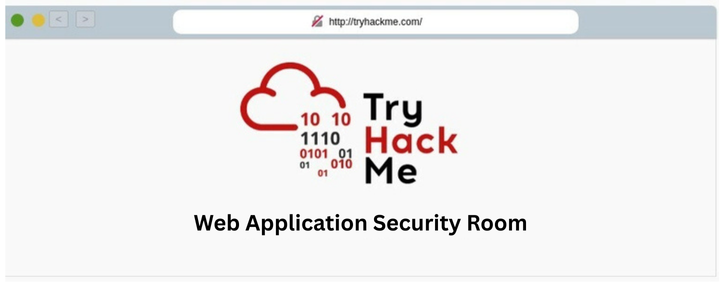 < >
http://tryhackme.com/
10 10
1110
0101 01
01 010
01
Try
Hack
Me
Web Application Security Room